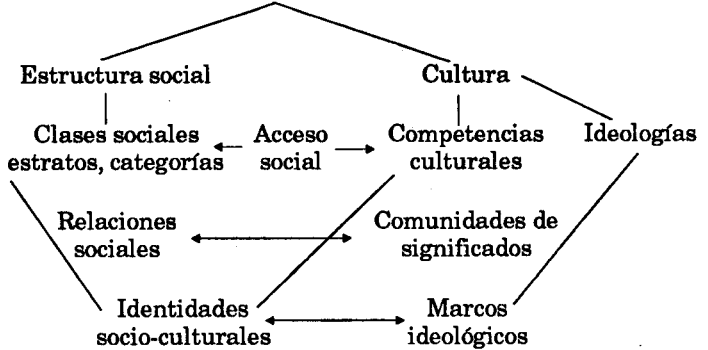 Estructura social
Cultura
Clases sociales
estratos, categorías
Acceso
social
Competencias
culturales
Ideologías
Relaciones
sociales
Comunidades de
significados
Identidades
socio-culturales
Marcos
ideológicos